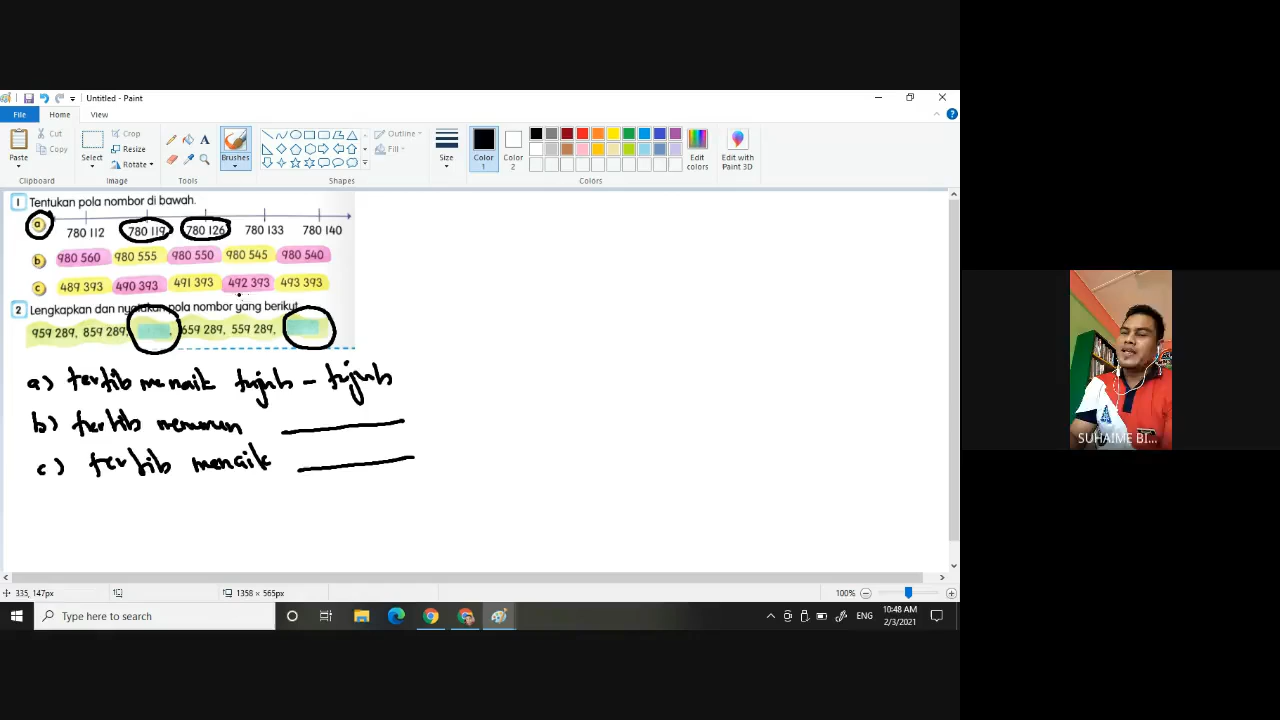 Untitled - Paint
File Home View
Paste Cut Copy Clipboard
Select Crop Resize Rotate Image
Tools
Brushes
Outline Fill Shapes
Size
Color 1 Color 2
Edit colors
Edit with Paint 3D
Colors
1 Tentukan pola nombor di bawah.
a 780 112 780 119 780 126 780 133 780 140
b 980 560 980 555 980 550 980 545 980 540
c 489 393 490 393 491 393 492 393 493 393
2 Lengkapkan dan nyatakan pola nombor yang berikut.
959 289, 859 289, , 659 289, 559 289,
a) tertib menaik tujuh - tujuh
b) tertib menurun
c) tertib menaik
SUHAIME BI...
335, 147px 1358 × 565px 100%
Type here to search
ENG
10:48 AM
2/3/2021